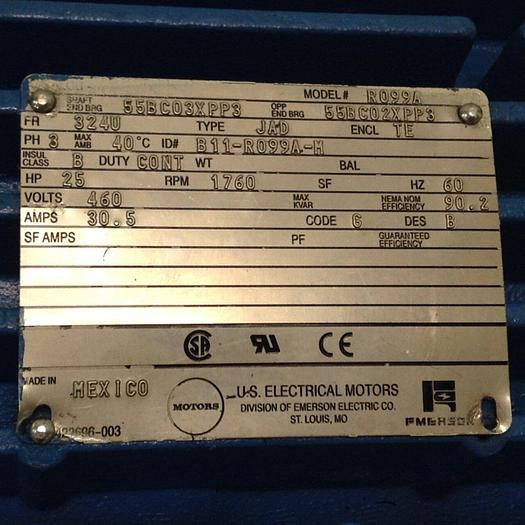 MODEL# R099A
SHAFT END BRG 55BC03XPP3 OPP END BRG 55BC02XPP3
FR 324U TYPE JAD ENCL TE
PH 3 MAX AMB 40°C ID# B11-R099A-M
INSUL CLASS B DUTY CONT WT BAL
HP 25 RPM 1760 SF HZ 60
VOLTS 460 MAX KVAR NEMA NOM EFFICIENCY 90.2
AMPS 30.5 CODE G DES B
SF AMPS PF GUARANTEED EFFICIENCY
SA RU CE
MADE IN MEXICO
MOTORS
U.S. ELECTRICAL MOTORS
DIVISION OF EMERSON ELECTRIC CO.
ST. LOUIS, MO
EMERSON
-003